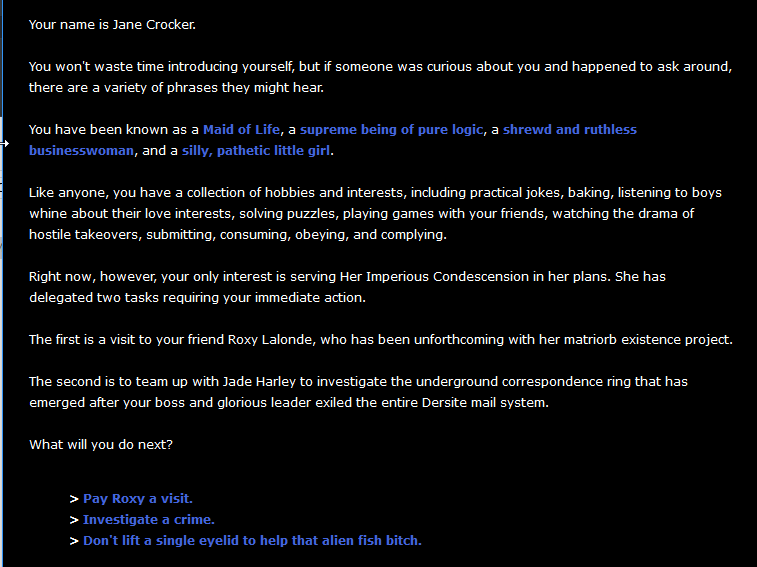 Your name is Jane Crocker.
You won't waste time introducing yourself, but if someone was curious about you and happened to ask around,
there are a variety of phrases they might hear.
You have been known as a Maid of Life, a supreme being of pure logic, a shrewd and ruthless
businesswoman, and a silly, pathetic little girl.
Like anyone, you have a collection of hobbies and interests, including practical jokes, baking, listening to boys
whine about their love interests, solving puzzles, playing games with your friends, watching the drama of
hostile takeovers, submitting, consuming, obeying, and complying.
Right now, however, your only interest is serving Her Imperious Condescension in her plans. She has
delegated two tasks requiring your immediate action.
The first is a visit to your friend Roxy Lalonde, who has been unforthcoming with her matriorb existence project.
The second is to team up with Jade Harley to investigate the underground correspondence ring that has
emerged after your boss and glorious leader exiled the entire Dersite mail system.
What will you do next?
> Pay Roxy a visit.
> Investigate a crime.
> Don't lift a single eyelid to help that alien fish bitch.